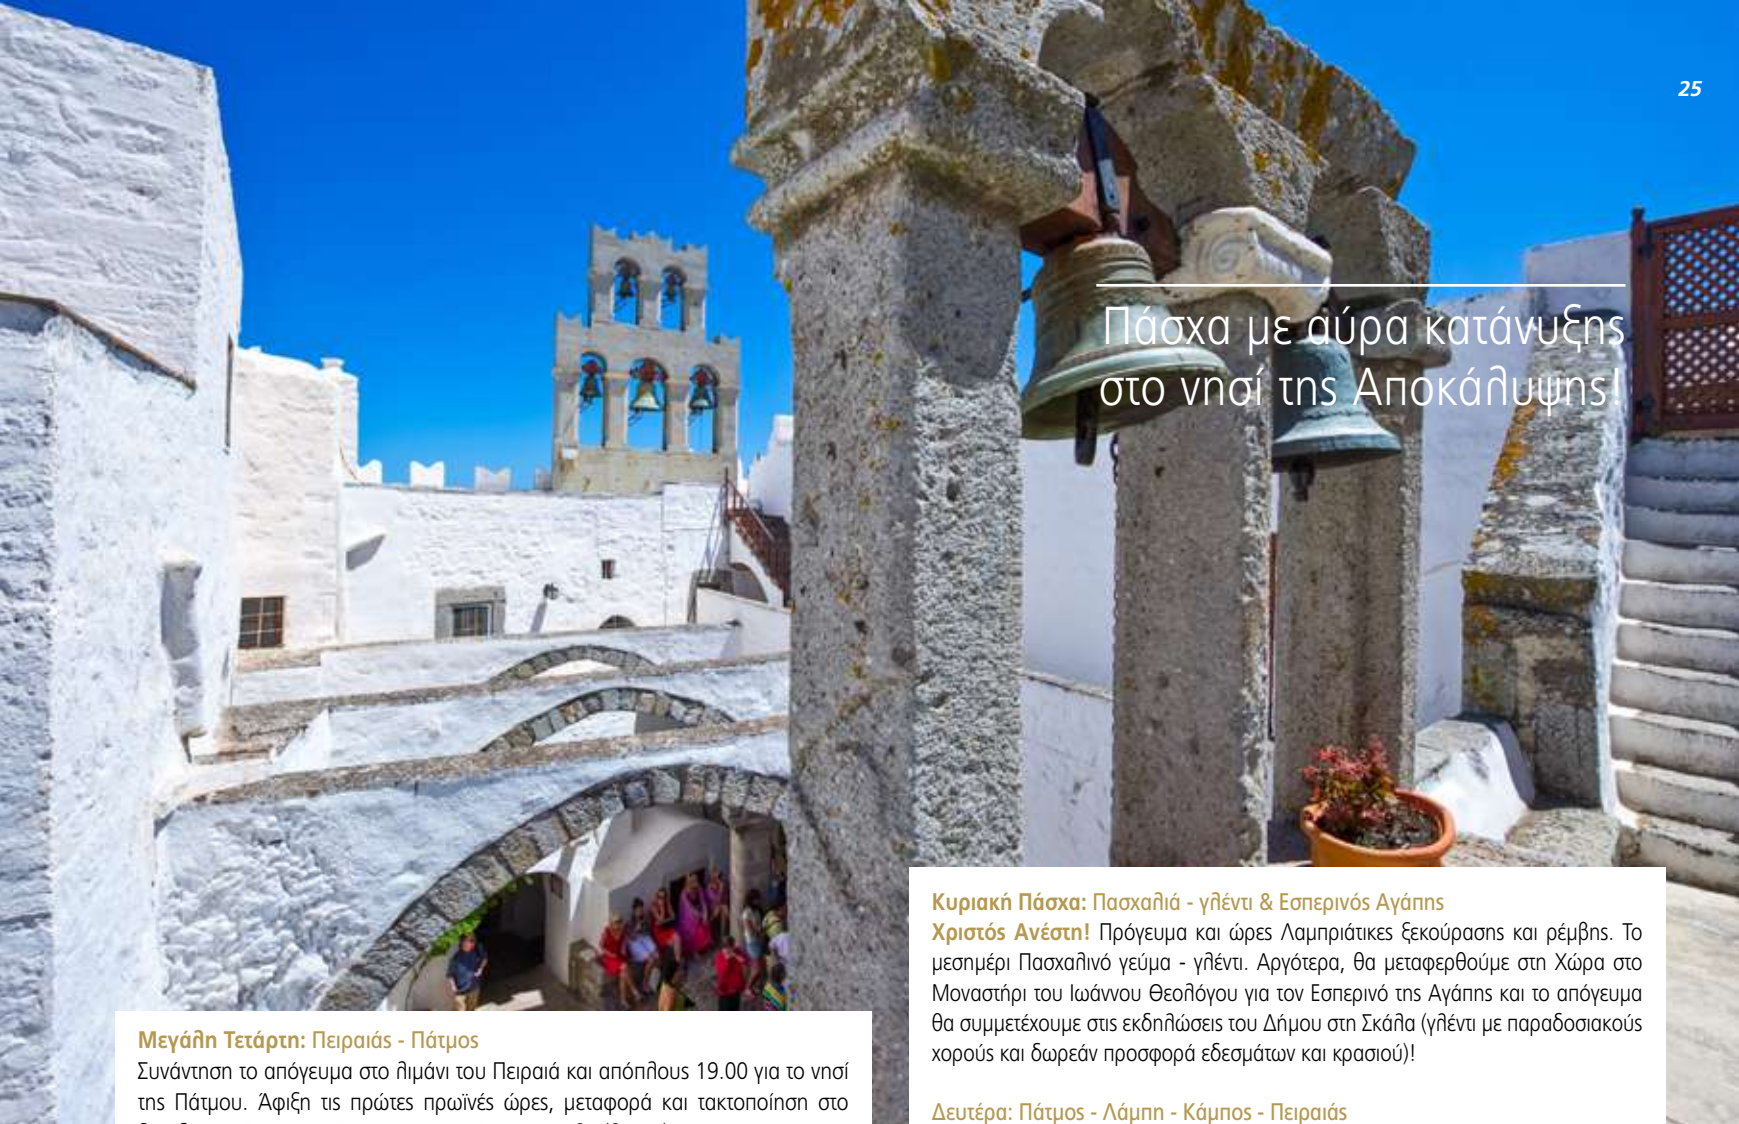 25
Πάσχα με αύρα κατάνυξης
στο νησί της Αποκάλυψης!
Μεγάλη Τετάρτη: Πειραιάς - Πάτμος
Συνάντηση το απόγευμα στο λιμάνι του Πειραιά και απόπλους 19.00 για το νησί
της Πάτμου. Άφιξη τις πρώτες πρωϊνές ώρες, μεταφορά και τακτοποίηση στο
Κυριακή Πάσχα: Πασχαλιά - γλέντι & Εσπερινός Αγάπης
Χριστός Ανέστη! Πρόγευμα και ώρες Λαμπριάτικες ξεκούρασης και ρέμβης. Το
μεσημέρι Πασχαλινό γεύμα - γλέντι. Αργότερα, θα μεταφερθούμε στη Χώρα στο
Μοναστήρι του Ιωάννου Θεολόγου για τον Εσπερινό της Αγάπης και το απόγευμα
θα συμμετέχουμε στις εκδηλώσεις του Δήμου στη Σκάλα (γλέντι με παραδοσιακούς
χορούς και δωρεάν προσφορά εδεσμάτων και κρασιού)!
Δευτέρα: Πάτμος - Λάμπη - Κάμπος - Πειραιάς